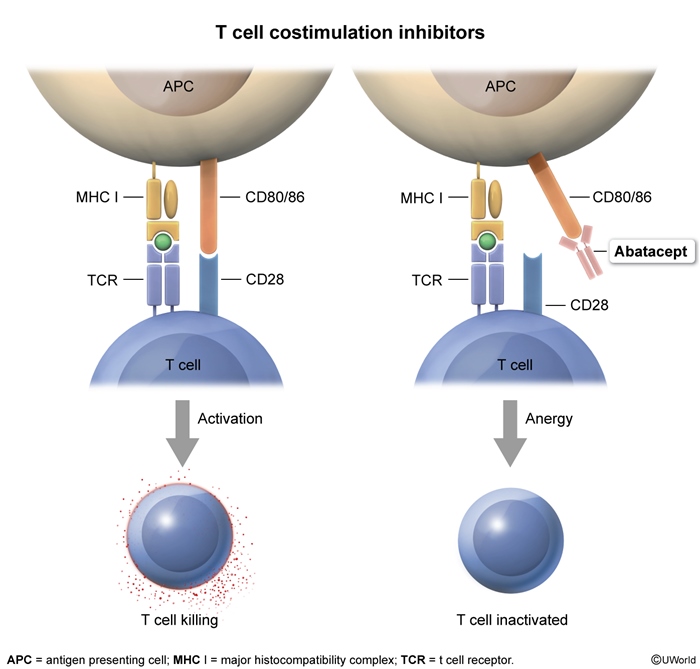 T cell costimulation inhibitors
APC
MHC I
CD80/86
TCR
CD28
T cell
Activation
T cell killing
APC
MHC I
CD80/86
Abatacept
TCR
CD28
T cell
Anergy
T cell inactivated
APC = antigen presenting cell; MHC I = major histocompatibility complex; TCR = t cell receptor.
©UWorld